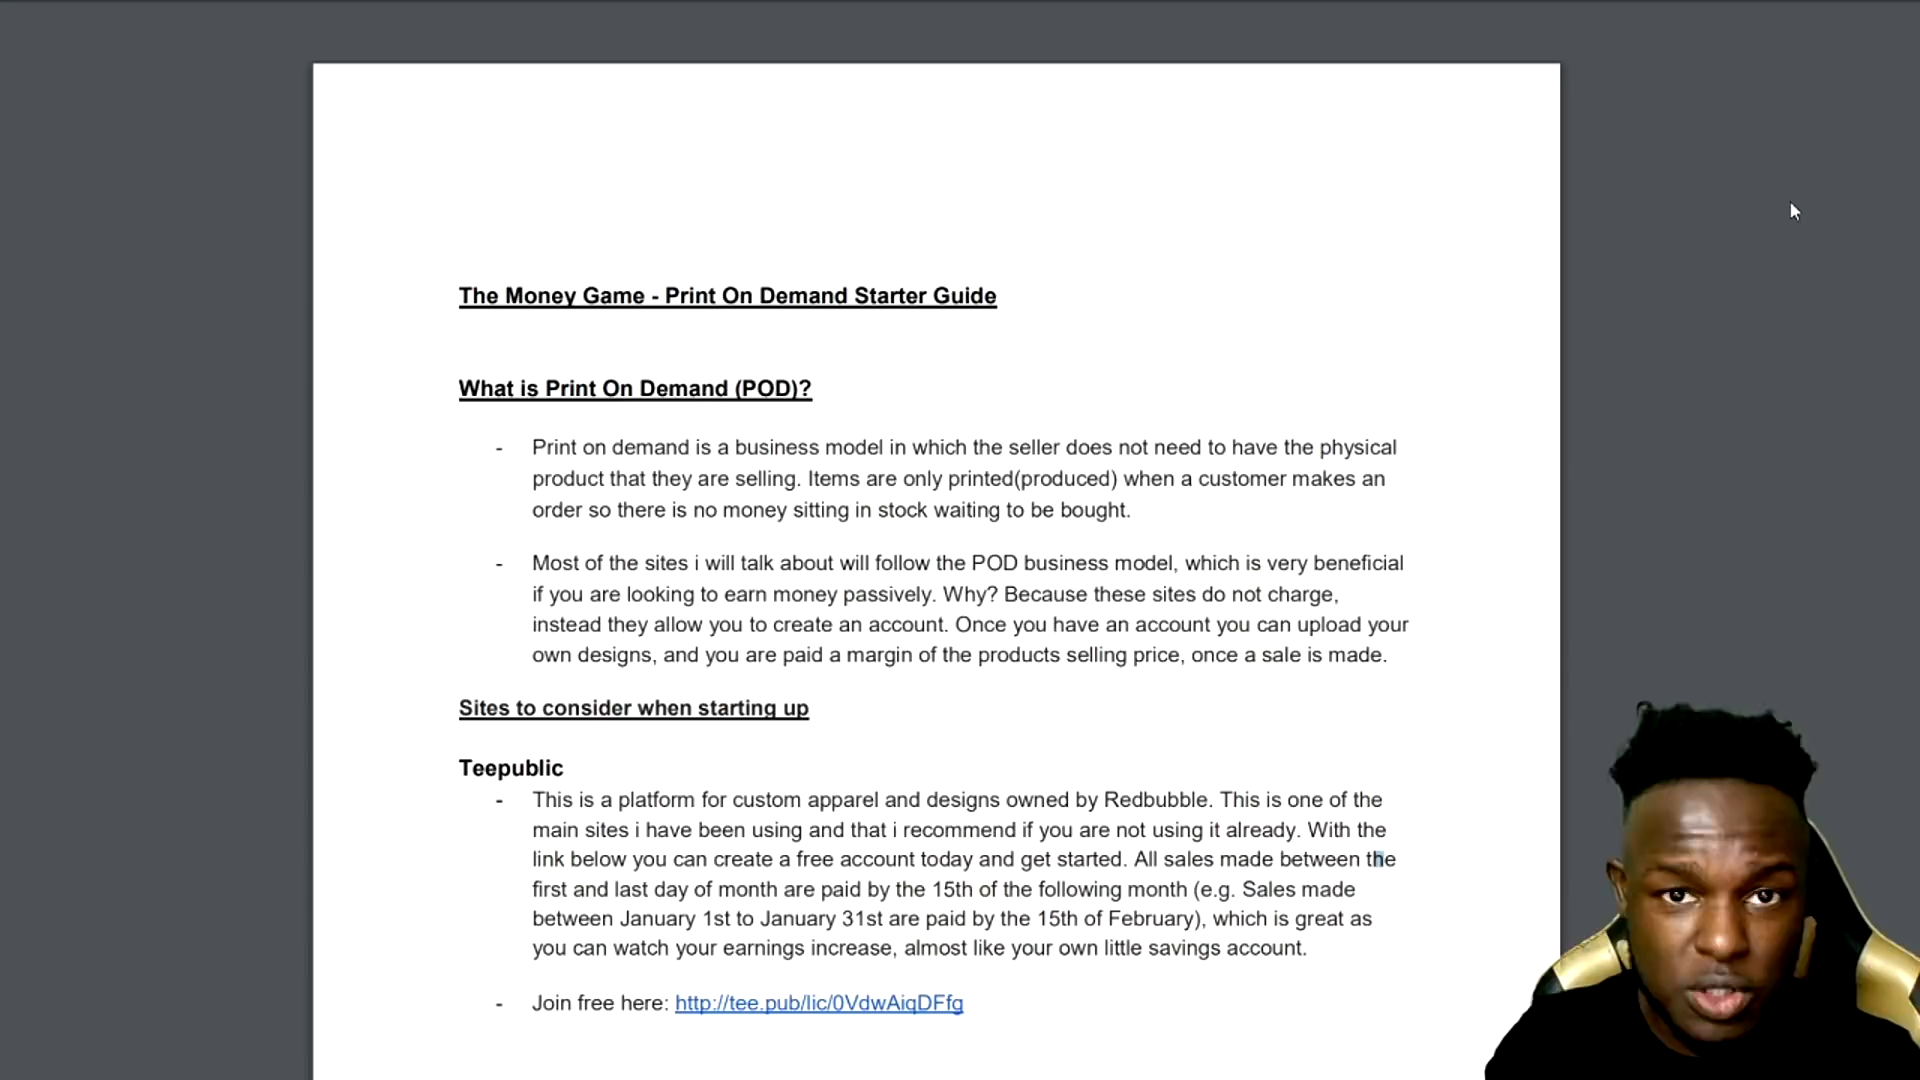 The Money Game - Print On Demand Starter Guide
What is Print On Demand (POD)?
- Print on demand is a business model in which the seller does not need to have the physical
product that they are selling. Items are only printed(produced) when a customer makes an
order so there is no money sitting in stock waiting to be bought.
- Most of the sites i will talk about will follow the POD business model, which is very beneficial
if you are looking to earn money passively. Why? Because these sites do not charge,
instead they allow you to create an account. Once you have an account you can upload your
own designs, and you are paid a margin of the products selling price, once a sale is made.
Sites to consider when starting up
Teepublic
- This is a platform for custom apparel and designs owned by Redbubble. This is one of the
main sites i have been using and that i recommend if you are not using it already. With the
link below you can create a free account today and get started. All sales made between the
first and last day of month are paid by the 15th of the following month (e.g. Sales made
between January 1st to January 31st are paid by the 15th of February), which is great as
you can watch your earnings increase, almost like your own little savings account.
- Join free here: http://tee.pub/lic/0VdwAiqDFfg